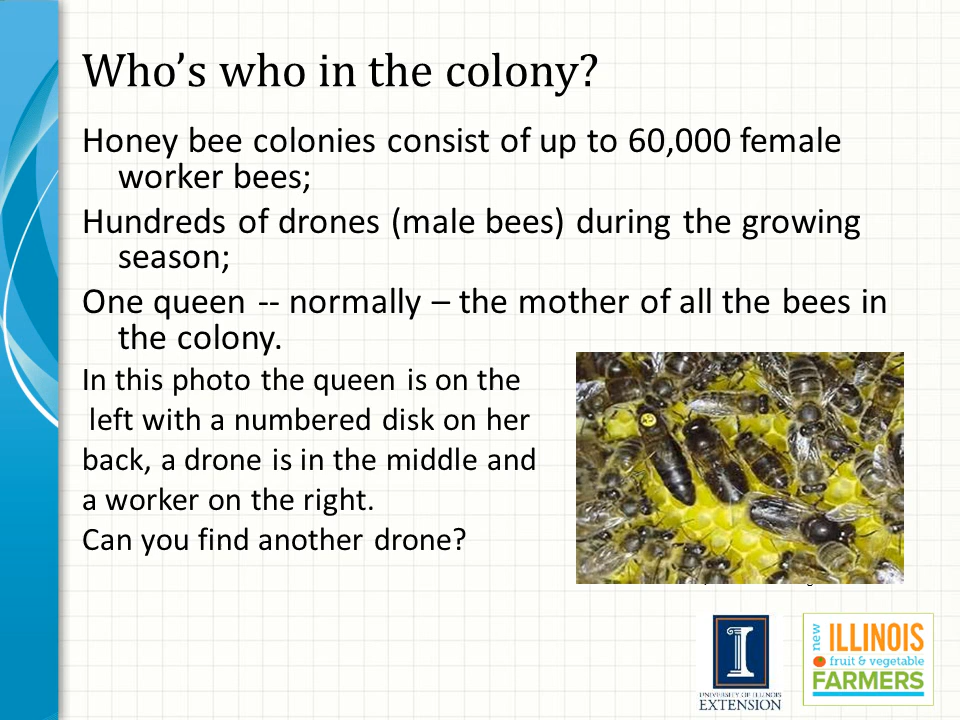 Who’s who in the colony?
Honey bee colonies consist of up to 60,000 female
worker bees;
Hundreds of drones (male bees) during the growing
season;
One queen -- normally – the mother of all the bees in
the colony.
In this photo the queen is on the
left with a numbered disk on her
back, a drone is in the middle and
a worker on the right.
Can you find another drone?
I
UNIVERSITY OF ILLINOIS
EXTENSION
new
ILLINOIS
fruit & vegetable
FARMERS